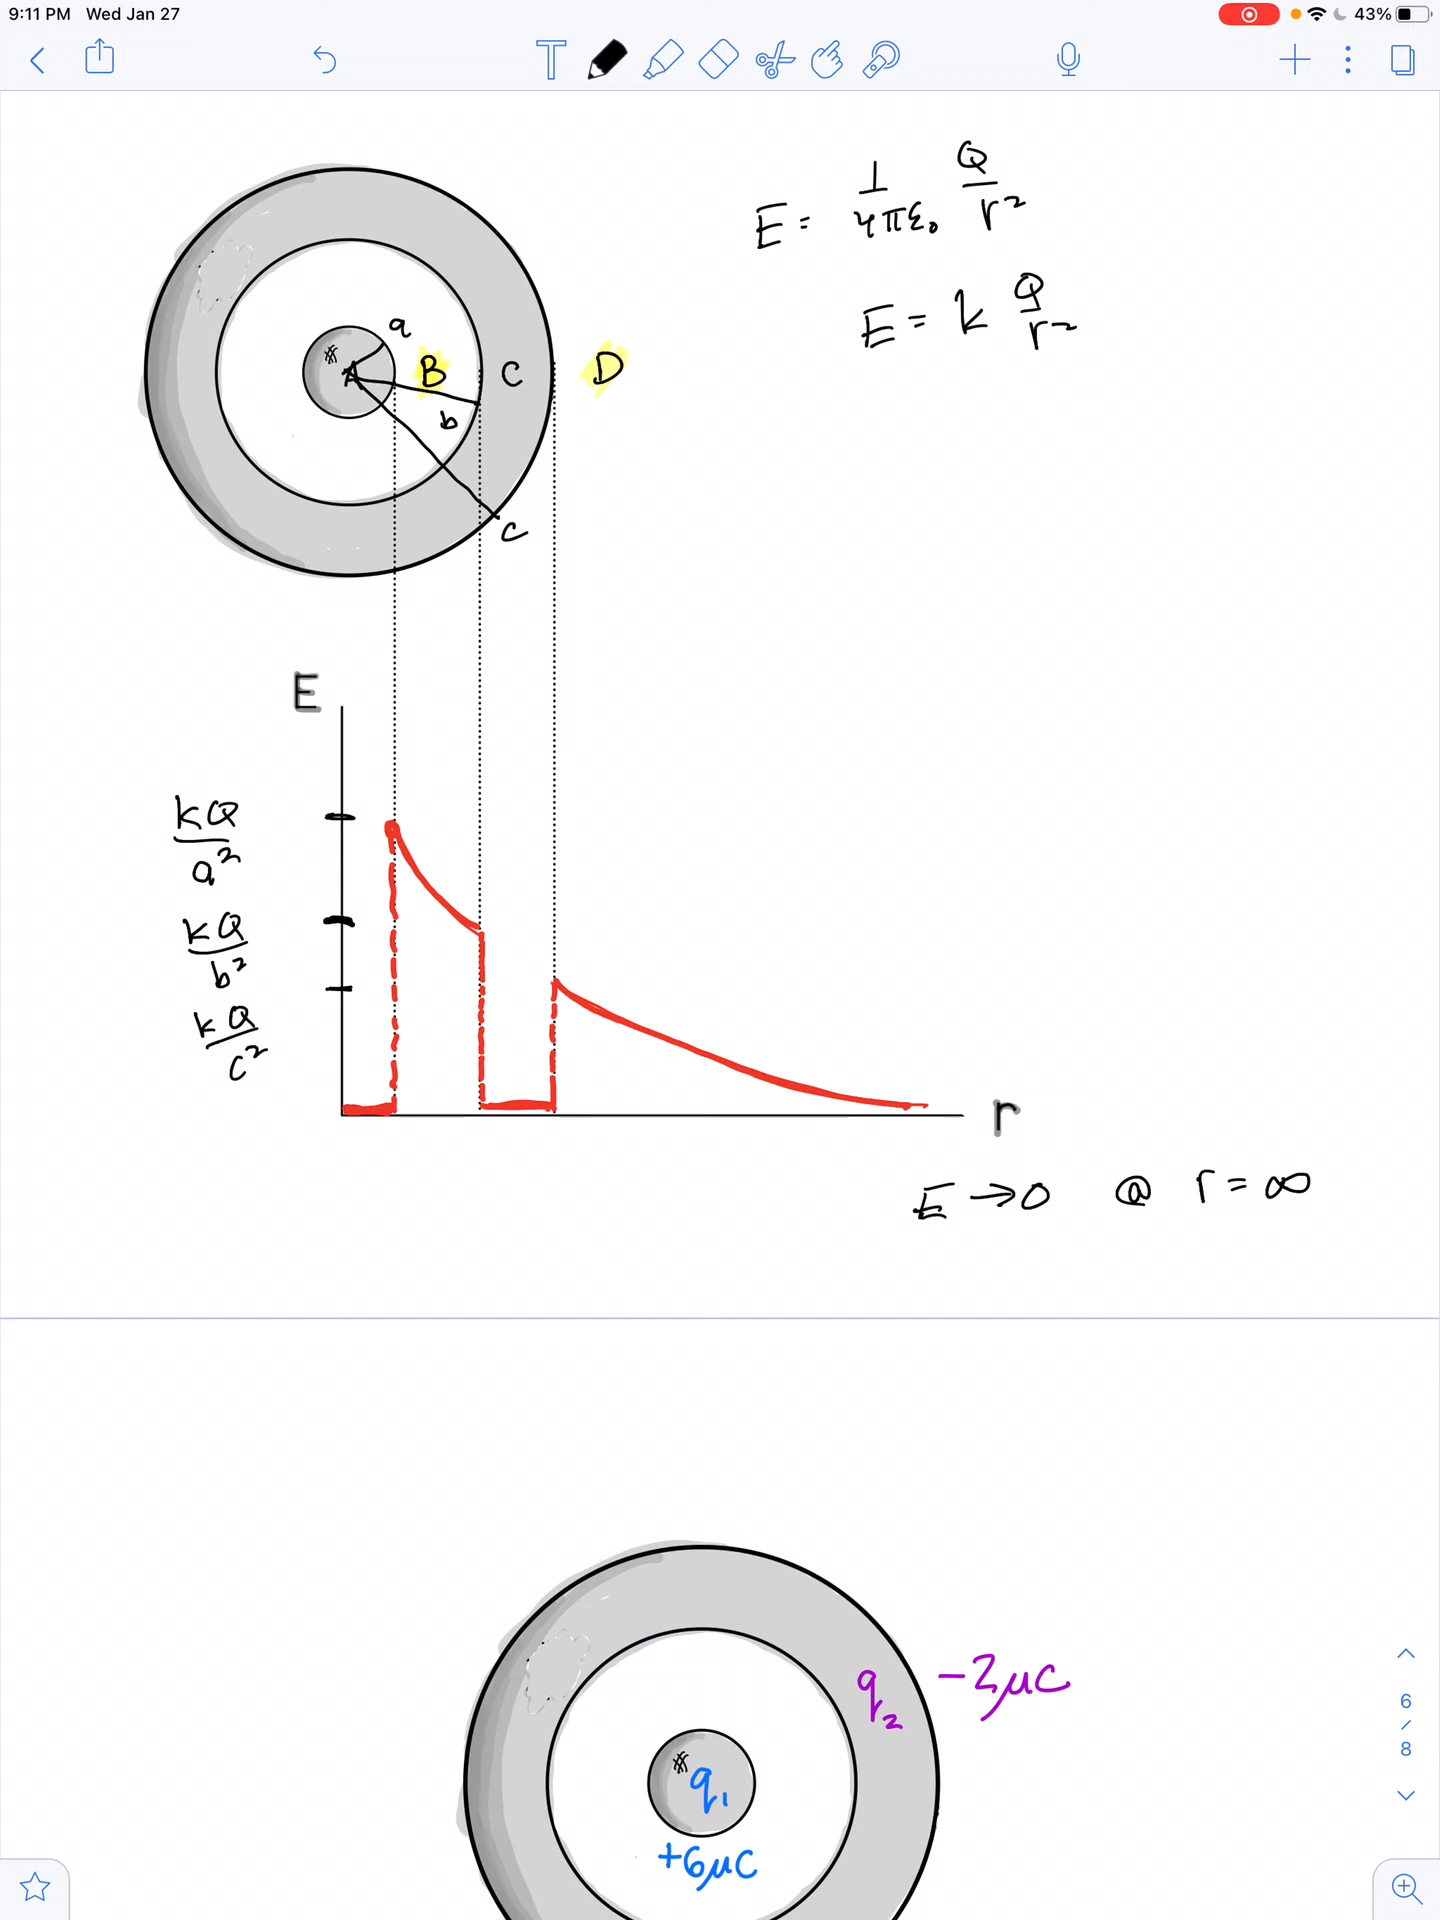 9:11 PM Wed Jan 27
43%
T
E = 1/4πε₀ Q/r²
E = k Q/r²
a
A
B
C
D
b
c
E
kQ/a²
kQ/b²
kQ/c²
r
E → 0 @ r = ∞
q₂ -3μC
6
/
8
q₁
+6μC